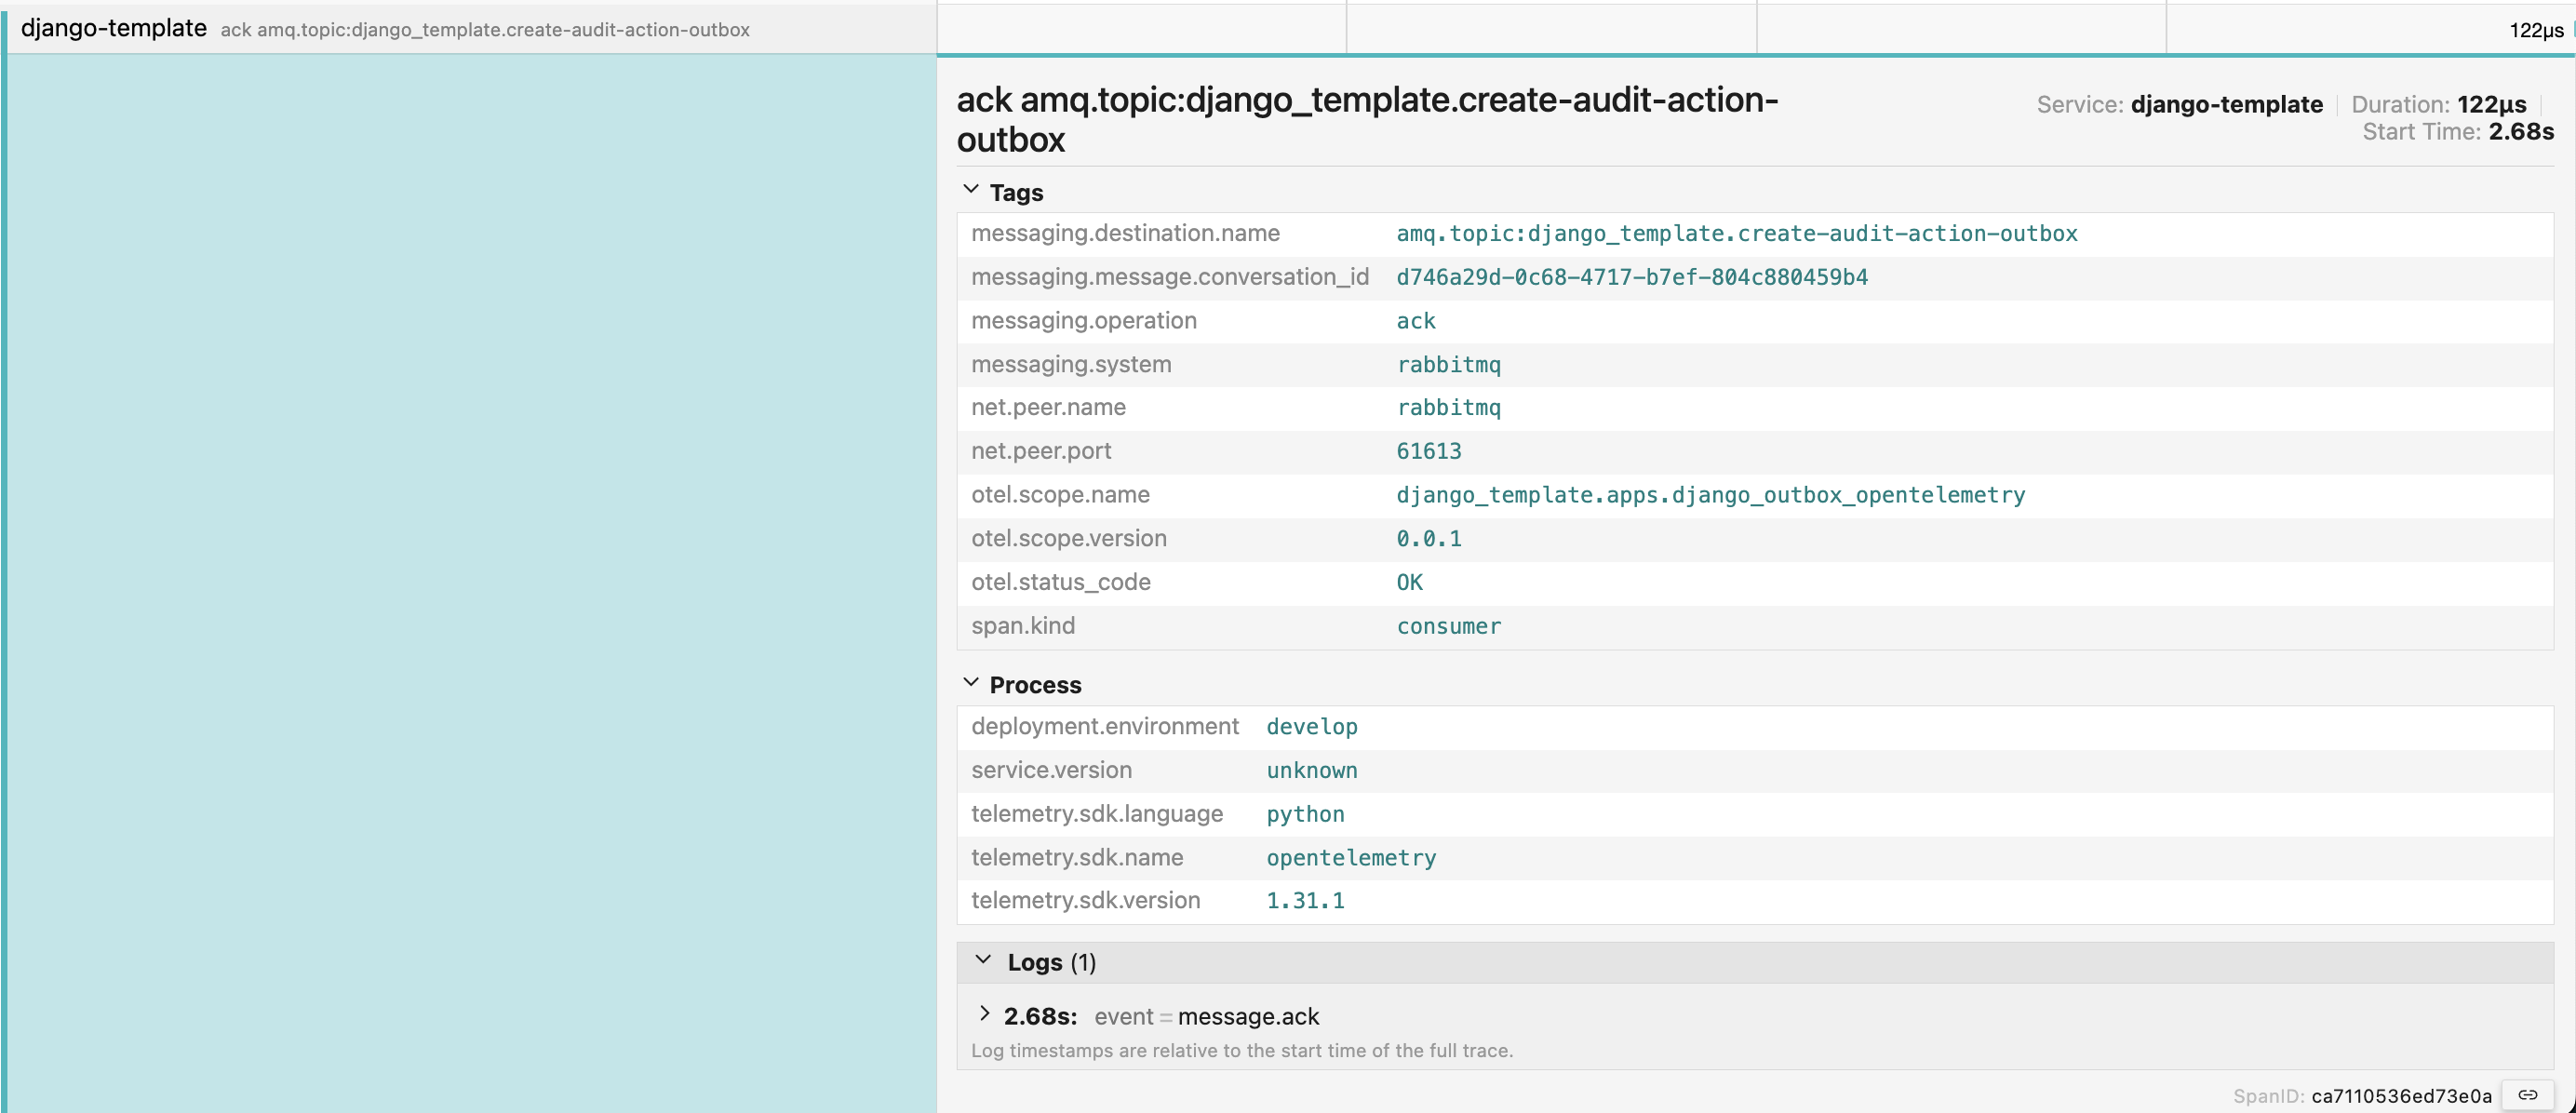 django-template ack amq.topic:django_template.create-audit-action-outbox 122μs
ack amq.topic:django_template.create-audit-action-
outbox
Service: django-template Duration: 122μs
Start Time: 2.68s
Tags
messaging.destination.name amq.topic:django_template.create-audit-action-outbox
messaging.message.conversation_id d746a29d-0c68-4717-b7ef-804c880459b4
messaging.operation ack
messaging.system rabbitmq
net.peer.name rabbitmq
net.peer.port 61613
otel.scope.name django_template.apps.django_outbox_opentelemetry
otel.scope.version 0.0.1
otel.status_code OK
span.kind consumer
Process
deployment.environment develop
service.version unknown
telemetry.sdk.language python
telemetry.sdk.name opentelemetry
telemetry.sdk.version 1.31.1
Logs (1)
2.68s: event = message.ack
Log timestamps are relative to the start time of the full trace.
SpanID: ca7110536ed73e0a